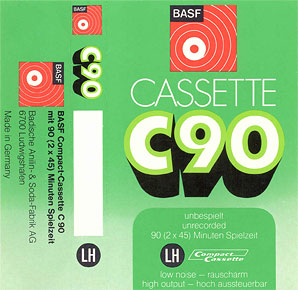 BASF
C90
BASF
BASF Compact-Cassette C 90
mit 90 (2 x 45) Minuten Spielzeit
Badische Anilin- & Soda-Fabrik AG
6700 Ludwigshafen
Made in Germany
LH
BASF
CASSETTE
C90
unbespielt
unrecorded
90 (2 x 45) Minuten Spielzeit
LH
Compact
Cassette
low noise – rauscharm
high output – hoch aussteuerbar